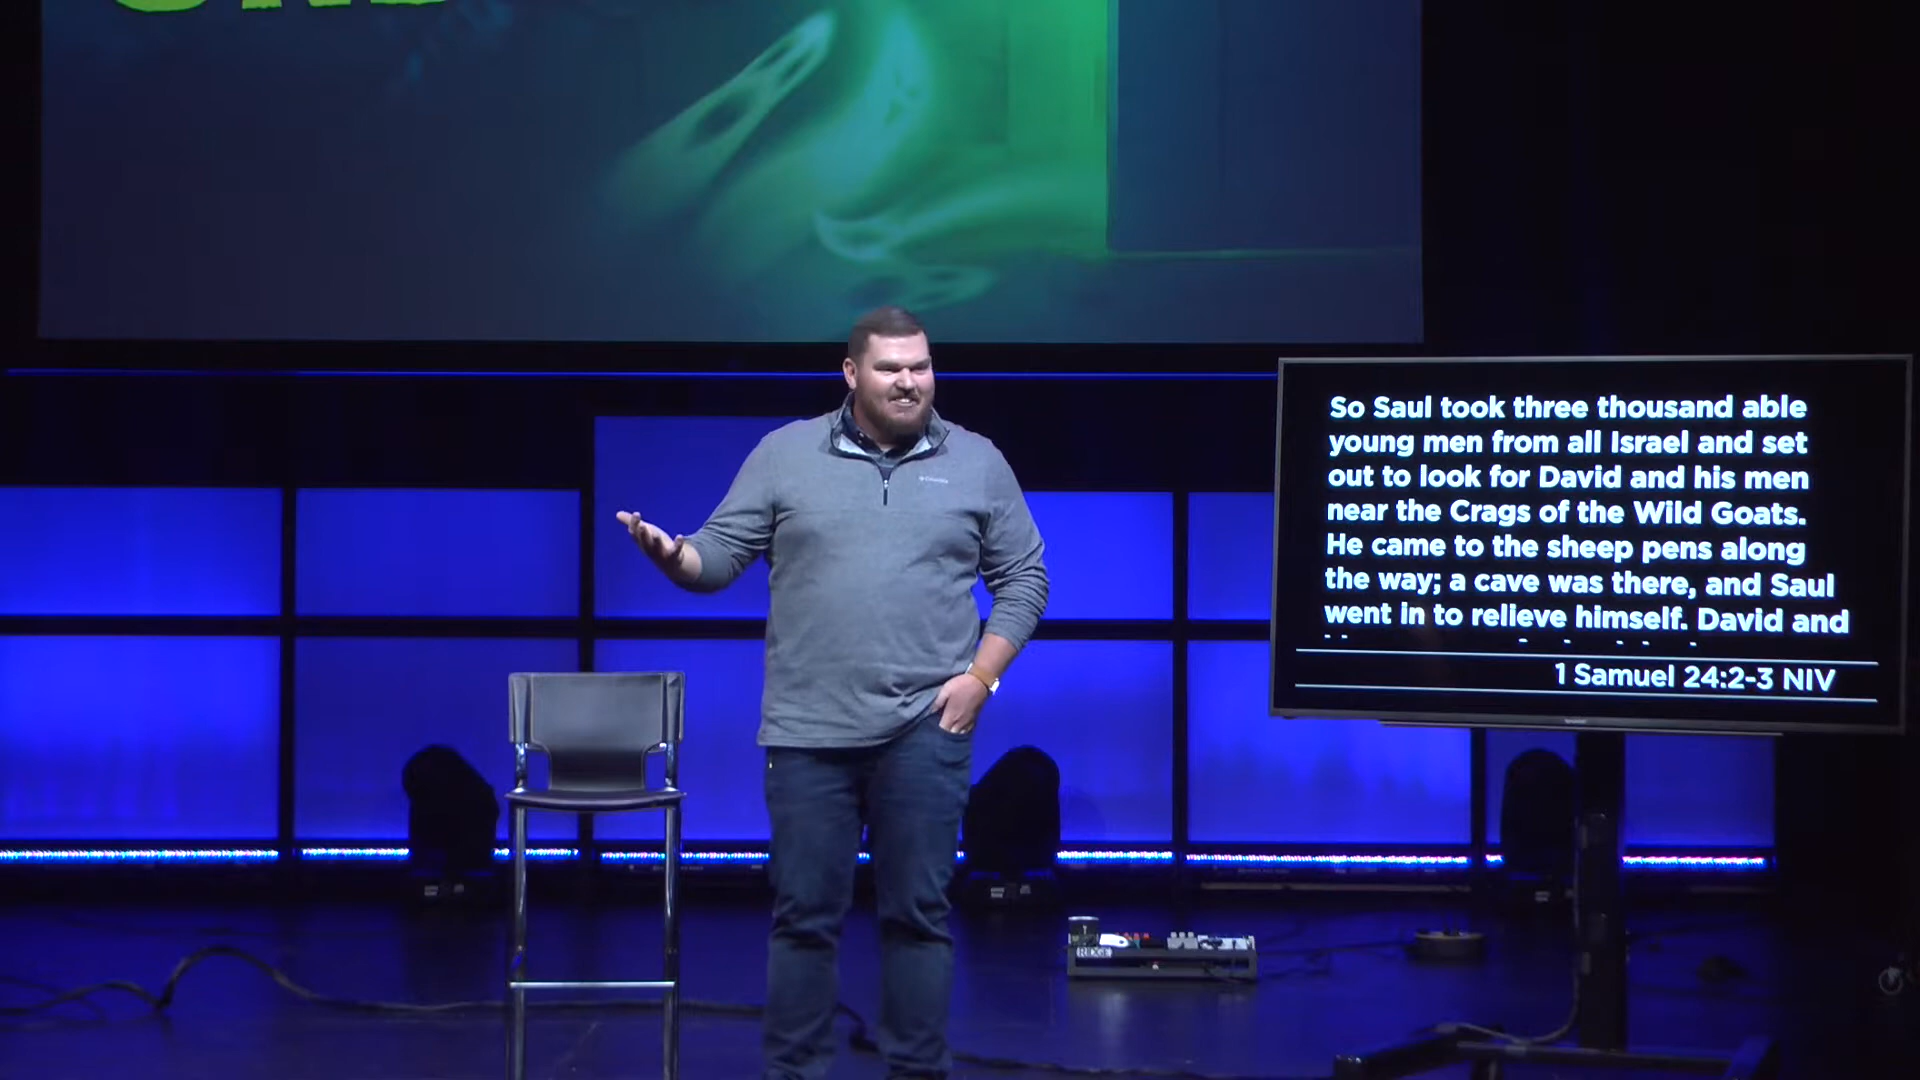 So Saul took three thousand able
young men from all Israel and set
out to look for David and his men
near the Crags of the Wild Goats.
He came to the sheep pens along
the way; a cave was there, and Saul
went in to relieve himself. David and
1 Samuel 24:2-3 NIV
Columbia
RIDGE